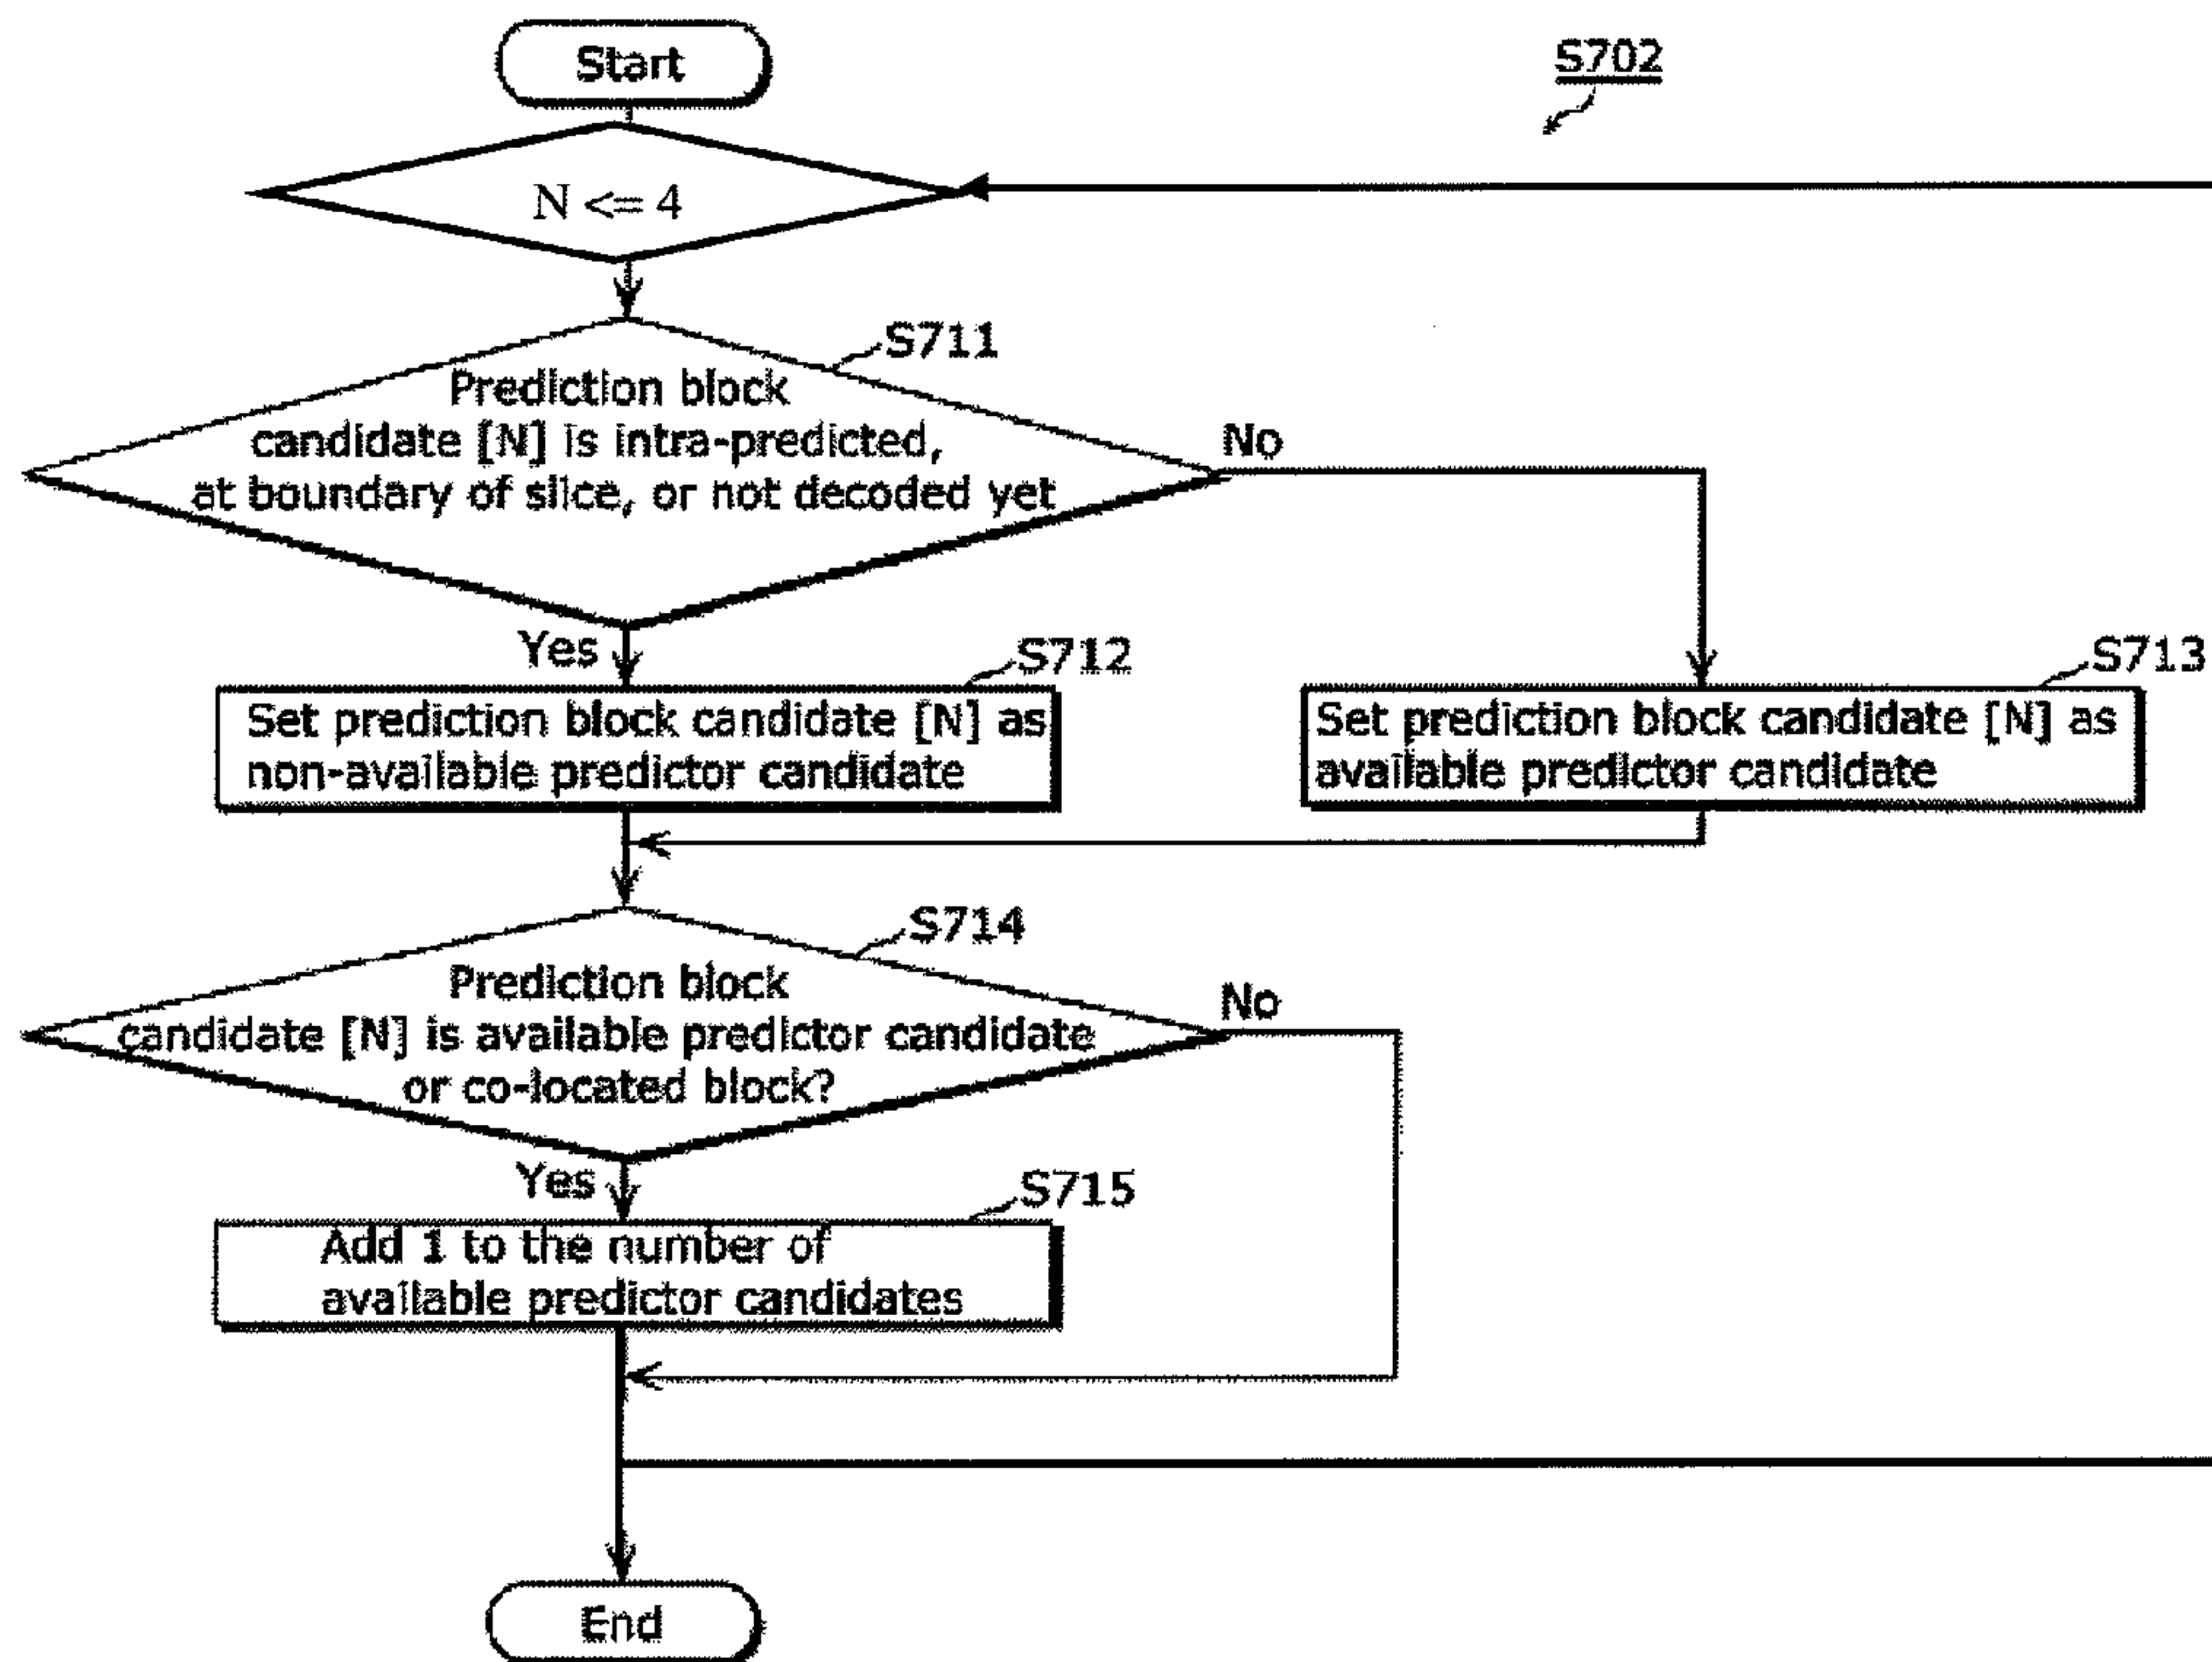 Start
S702
N <= 4
S711
Prediction block
candidate [N] is intra-predicted,
at boundary of slice, or not decoded yet
No
Yes
S712
Set prediction block candidate [N] as
non-available predictor candidate
S713
Set prediction block candidate [N] as
available predictor candidate
S714
Prediction block
candidate [N] is available predictor candidate
or co-located block?
No
Yes
S715
Add 1 to the number of
available predictor candidates
End